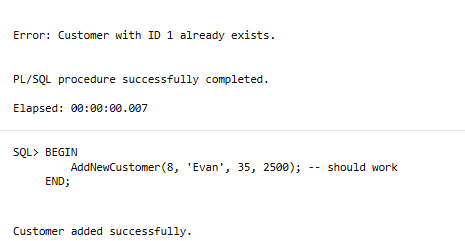 Error: Customer with ID 1 already exists.
PL/SQL procedure successfully completed.
Elapsed: 00:00:00.007
SQL> BEGIN
         AddNewCustomer(8, 'Evan', 35, 2500); -- should work
     END;
Customer added successfully.